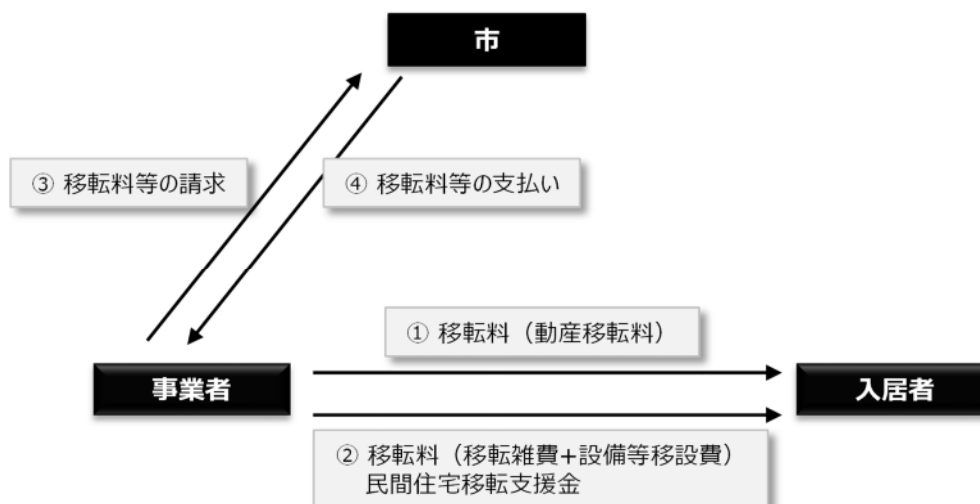 市
③ 移転料等の請求
④ 移転料等の支払い
① 移転料（動産移転料）
事業者
入居者
② 移転料（移転雑費+設備等移設費）
民間住宅移転支援金